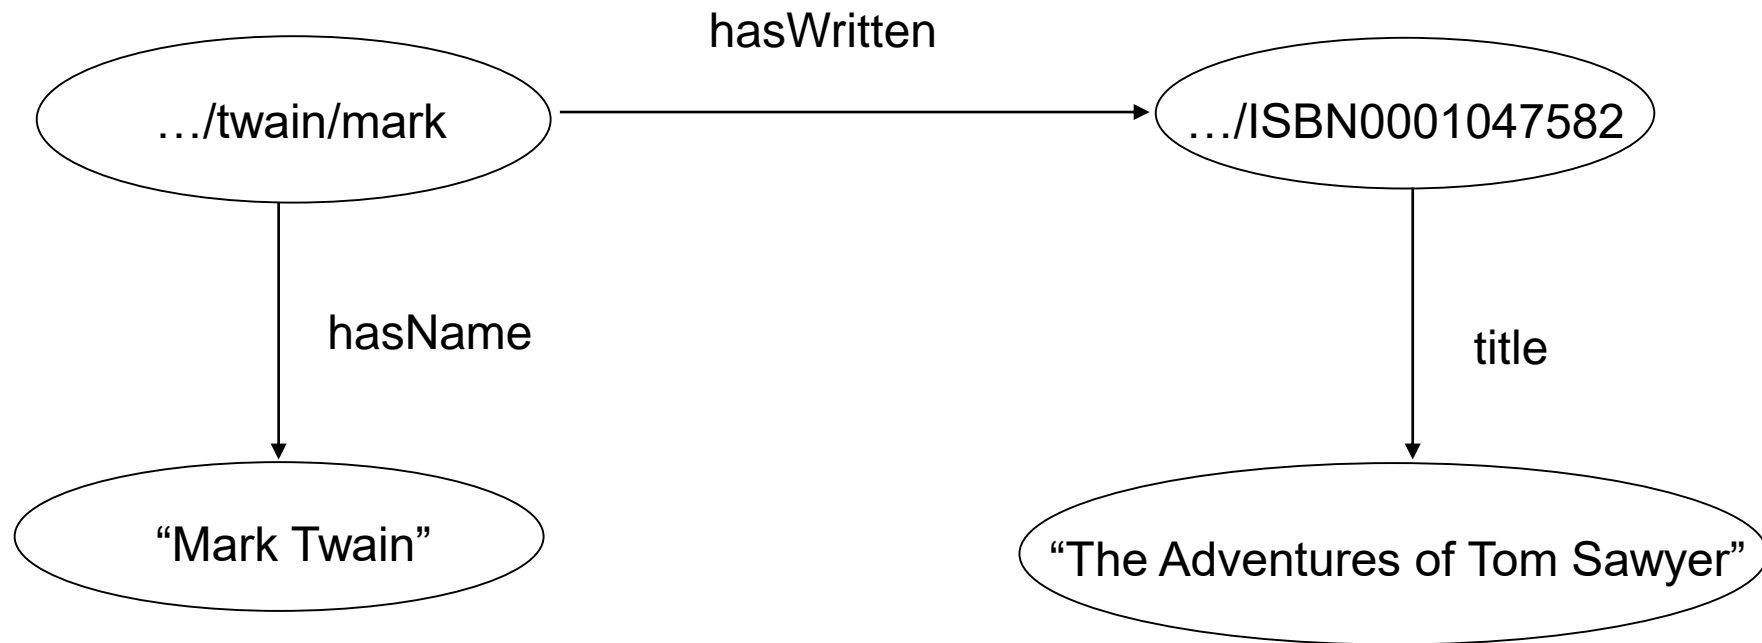 hasWritten
…/twain/mark
…/ISBN0001047582
hasName
title
“Mark Twain”
“The Adventures of Tom Sawyer”